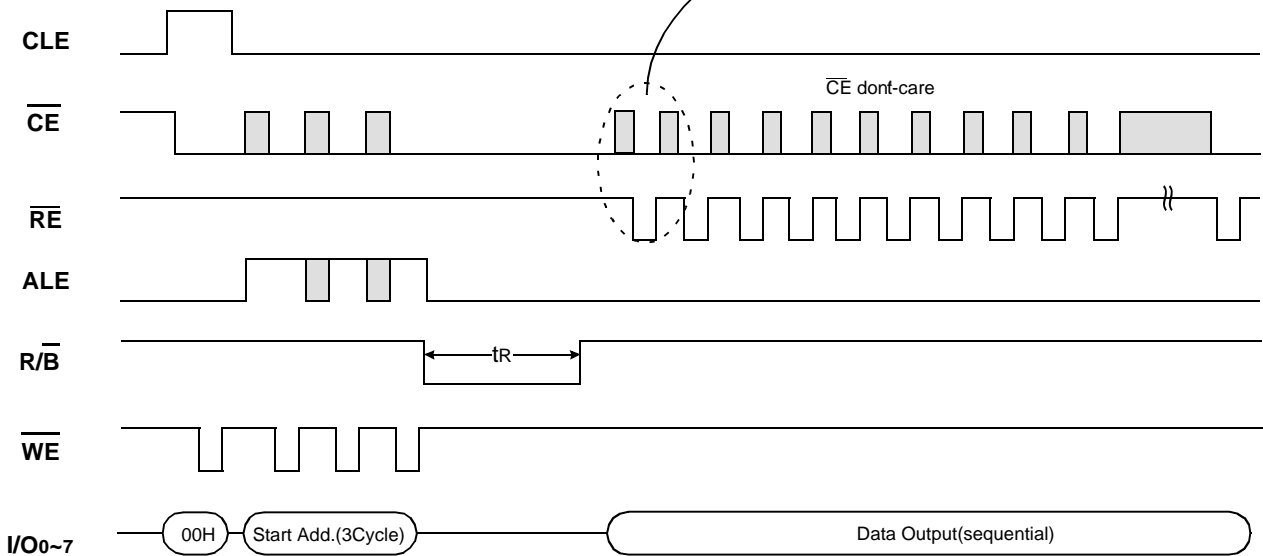 CLE
CE dont-care
CE
RE
ALE
R/B
tR
WE
I/O0~7
00H
Start Add.(3Cycle)
Data Output(sequential)